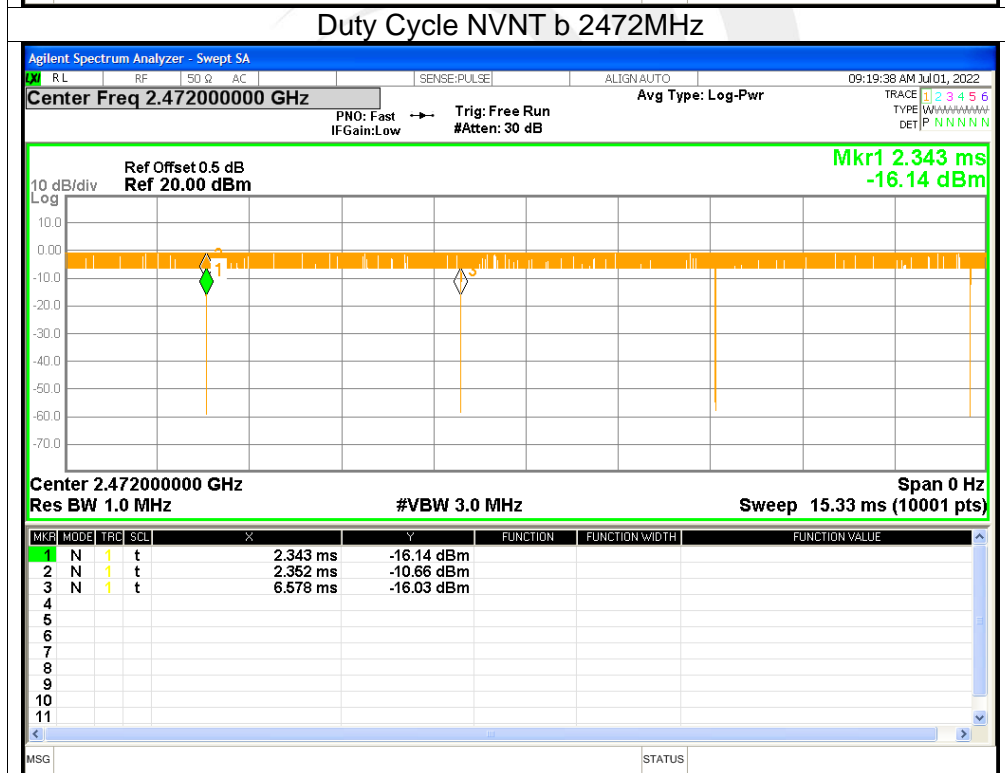 Duty Cycle NVNT b 2472MHz
Agilent Spectrum Analyzer - Swept SA
LXI RL RF 50 Ω AC SENSE:PULSE ALIGN AUTO 09:19:38 AM Jul 01, 2022
Center Freq 2.472000000 GHz Avg Type: Log-Pwr TRACE 1 2 3 4 5 6
PNO: Fast Trig: Free Run TYPE WWWWWW
IFGain:Low #Atten: 30 dB DET P N N N N N
Mkr1 2.343 ms
Ref Offset 0.5 dB
10 dB/div Ref 20.00 dBm -16.14 dBm
Log
10.0
0.00
-10.0
-20.0
-30.0
-40.0
-50.0
-60.0
-70.0
1
3
Center 2.472000000 GHz Span 0 Hz
Res BW 1.0 MHz #VBW 3.0 MHz Sweep 15.33 ms (10001 pts)
MKR MODE TRC SCL X Y FUNCTION FUNCTION WIDTH FUNCTION VALUE
1 N 1 t 2.343 ms -16.14 dBm
2 N 1 t 2.352 ms -10.66 dBm
3 N 1 t 6.578 ms -16.03 dBm
4
5
6
7
8
9
10
11
MSG STATUS